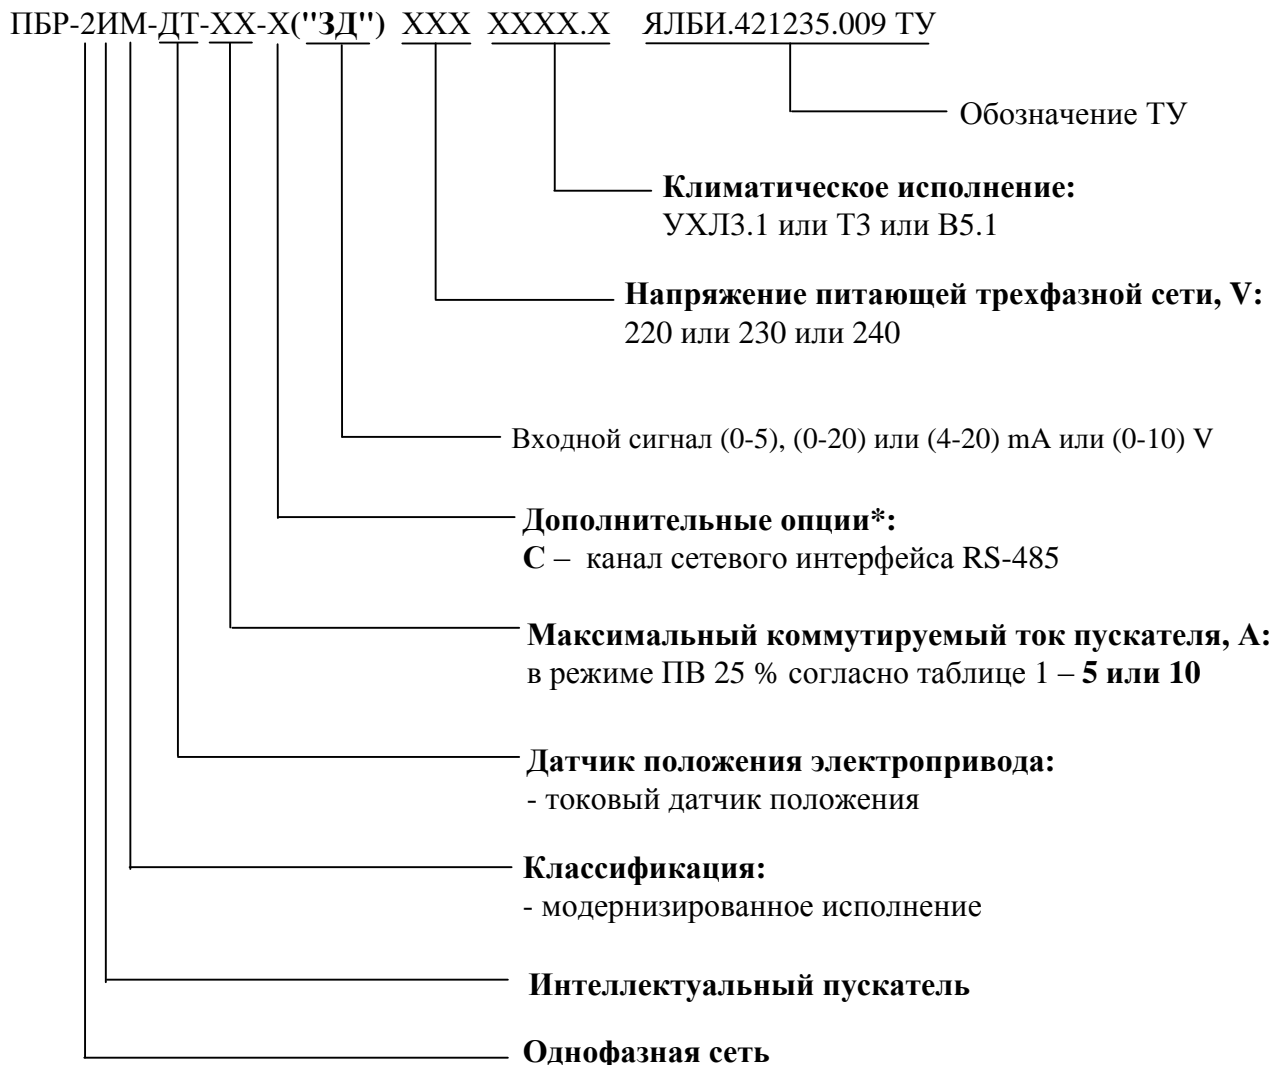 ПБР-2ИМ-ДТ-ХХ-Х("ЗД") ХХХ ХХХХ.Х ЯЛБИ.421235.009 ТУ
Обозначение ТУ
Климатическое исполнение:
УХЛ3.1 или Т3 или В5.1
Напряжение питающей трехфазной сети, V:
220 или 230 или 240
Входной сигнал (0-5), (0-20) или (4-20) mA или (0-10) V
Дополнительные опции*:
С – канал сетевого интерфейса RS-485
Максимальный коммутируемый ток пускателя, А:
в режиме ПВ 25 % согласно таблице 1 – 5 или 10
Датчик положения электропривода:
- токовый датчик положения
Классификация:
- модернизированное исполнение
Интеллектуальный пускатель
Однофазная сеть